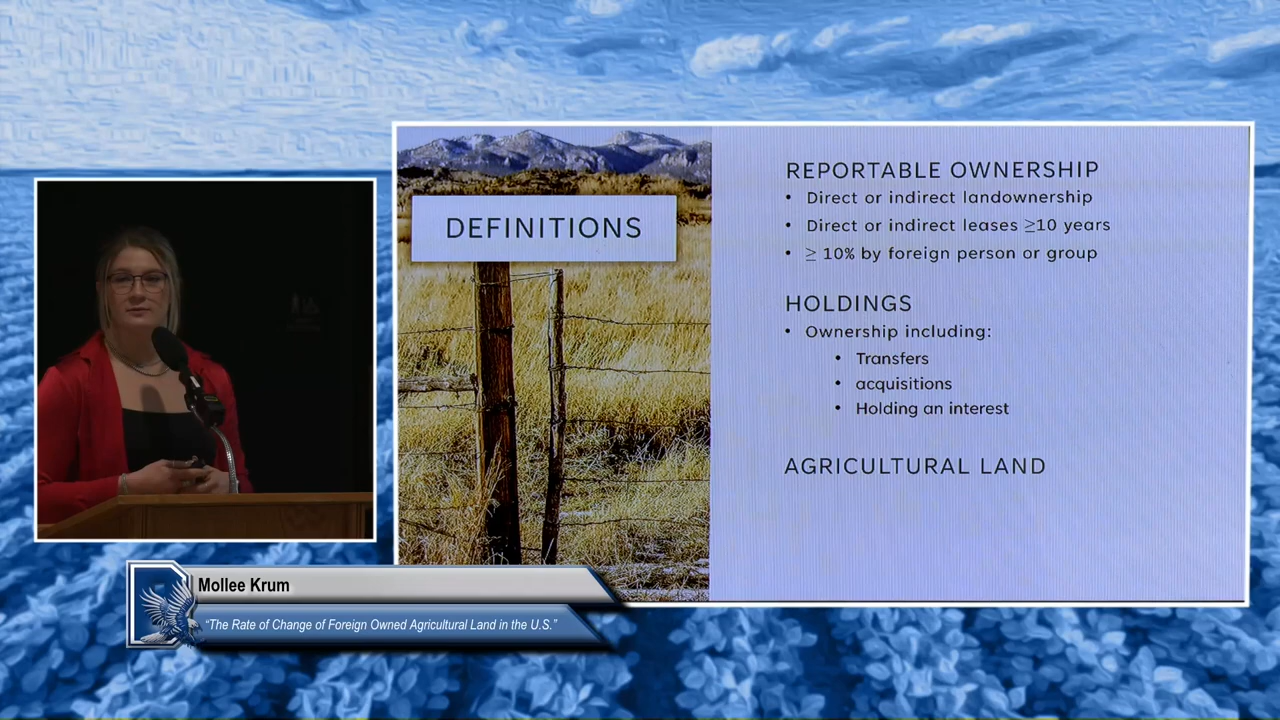 DEFINITIONS
REPORTABLE OWNERSHIP
• Direct or indirect landownership
• Direct or indirect leases ≥10 years
• ≥ 10% by foreign person or group
HOLDINGS
• Ownership including:
• Transfers
• acquisitions
• Holding an interest
AGRICULTURAL LAND
Mollee Krum
"The Rate of Change of Foreign Owned Agricultural Land in the U.S."